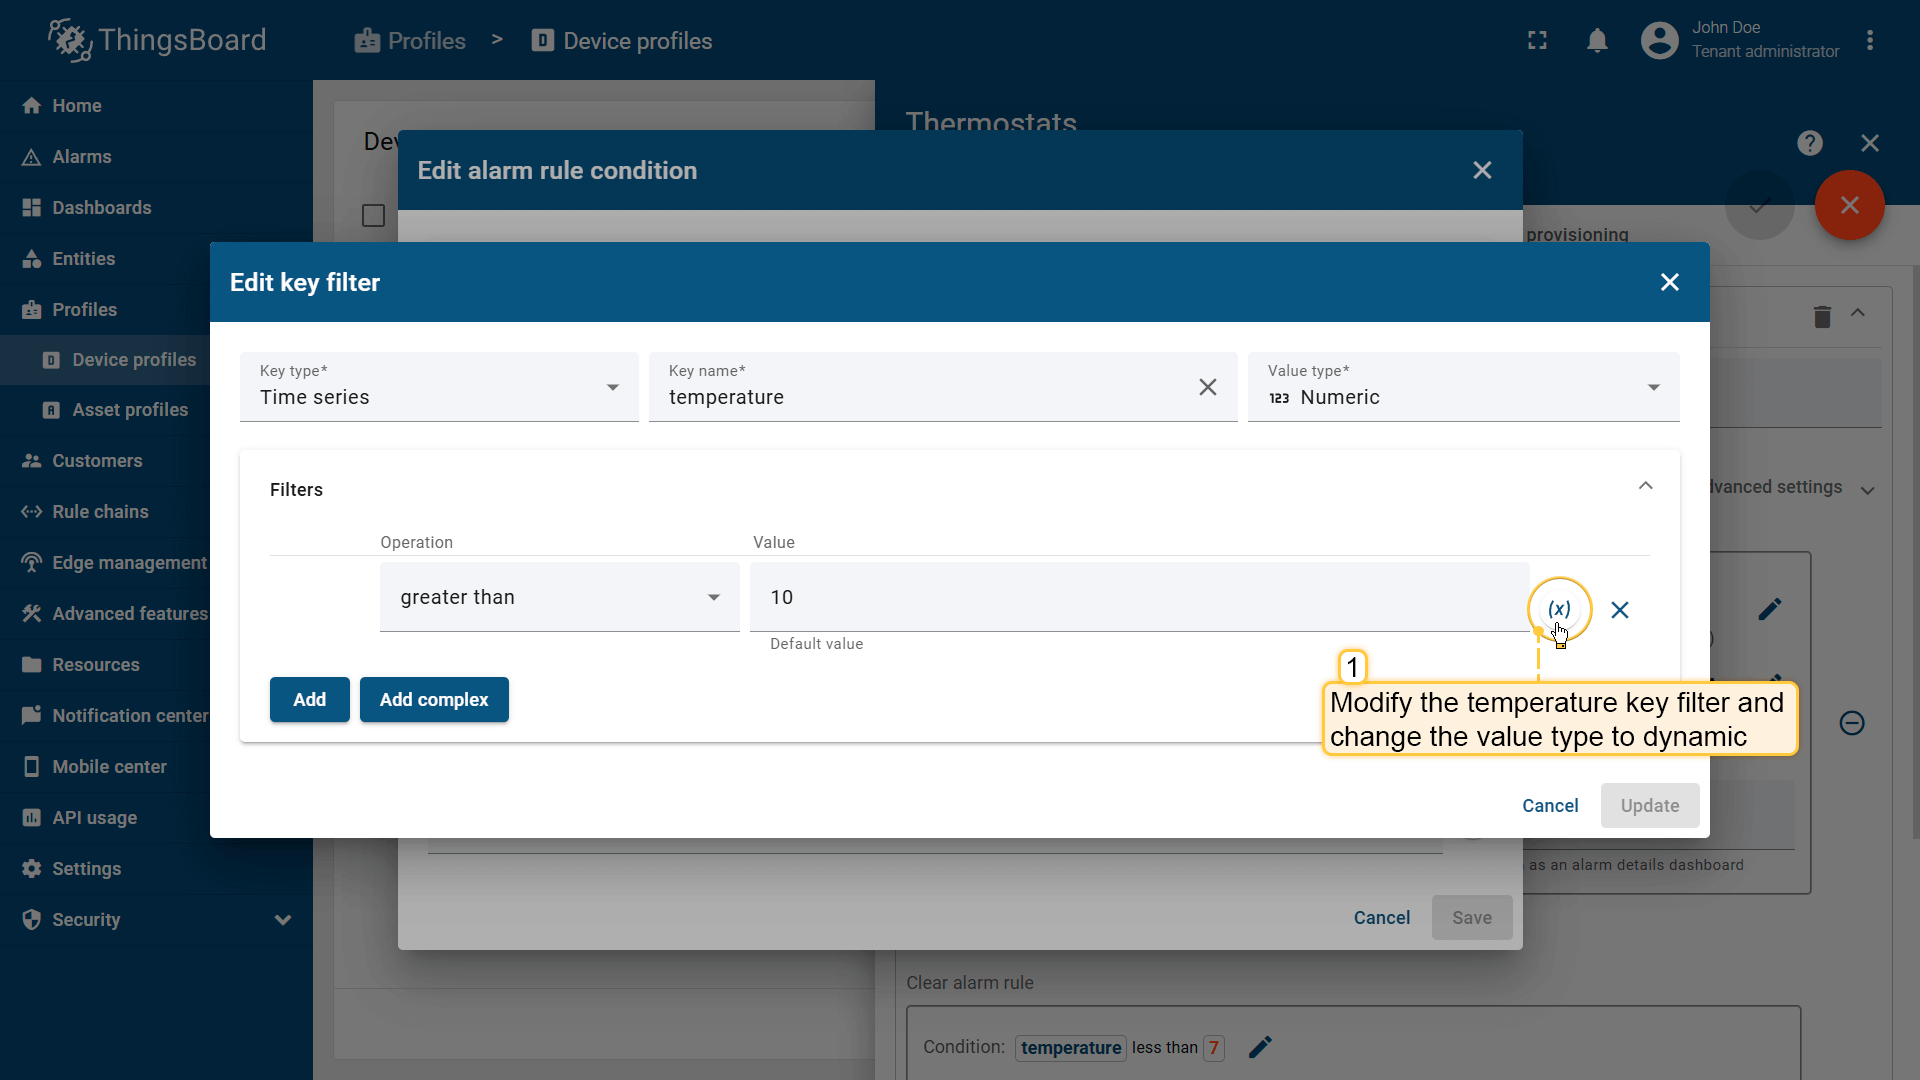 ThingsBoard
Profiles > Device profiles
John Doe
Tenant administrator
Home
Alarms
Dashboards
Entities
Profiles
Device profiles
Asset profiles
Customers
Rule chains
Edge management
Advanced features
Resources
Notification center
Mobile center
API usage
Settings
Security
Thermostats
Edit alarm rule condition
provisioning
Edit key filter
Key type*
Time series
Key name*
temperature
Value type*
123 Numeric
Filters
Operation
Value
greater than
10
(x)
Default value
Add
Add complex
1
Modify the temperature key filter and
change the value type to dynamic
Cancel
Update
as an alarm details dashboard
Cancel
Save
Clear alarm rule
Condition: temperature less than 7